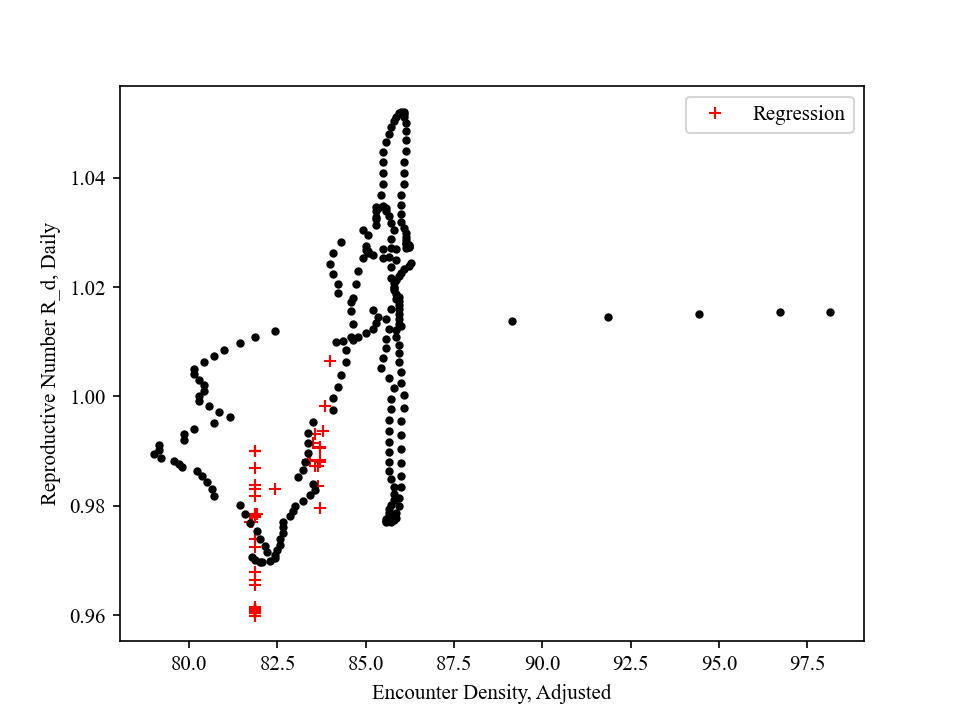 Regression
1.04
1.02
1.00
0.98
0.96
Reproductive Number R_d, Daily
80.0 82.5 85.0 87.5 90.0 92.5 95.0 97.5
Encounter Density, Adjusted